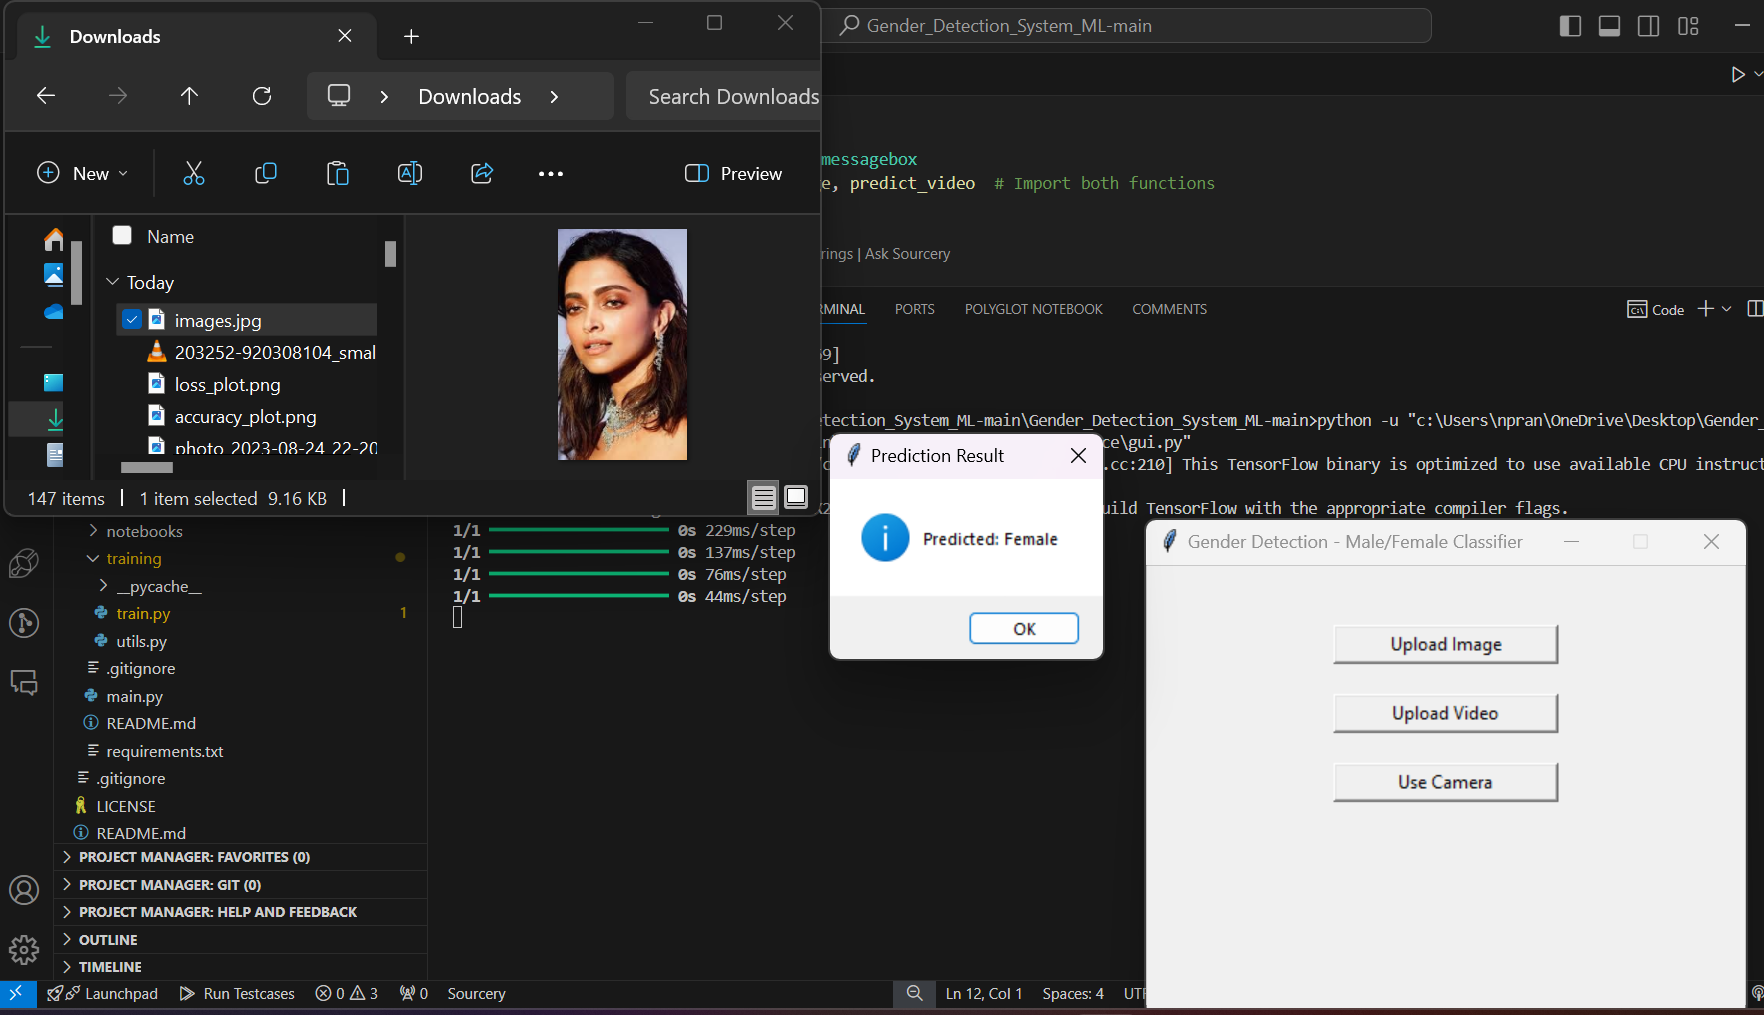 Downloads
Gender_Detection_System_ML-main
Downloads
Search Downloads
New
Preview
messagebox
e, predict_video # Import both functions
rings | Ask Sourcery
Name
Today
images.jpg
203252-920308104_smal
loss_plot.png
accuracy_plot.png
photo_2023-08-24_22-20
147 items
1 item selected 9.16 KB
RMINAL
PORTS
POLYGLOT NOTEBOOK
COMMENTS
Code
9]
served.
tection_System_ML-main\Gender_Detection_System_ML-main>python -u "c:\Users\npran\OneDrive\Desktop\Gender_
ce\gui.py"
.cc:210] This TensorFlow binary is optimized to use available CPU instruct
uild TensorFlow with the appropriate compiler flags.
1/1 0s 229ms/step
1/1 0s 137ms/step
1/1 0s 76ms/step
1/1 0s 44ms/step
Prediction Result
Predicted: Female
OK
Gender Detection - Male/Female Classifier
Upload Image
Upload Video
Use Camera
notebooks
training
__pycache__
train.py 1
utils.py
.gitignore
main.py
README.md
requirements.txt
.gitignore
LICENSE
README.md
PROJECT MANAGER: FAVORITES (0)
PROJECT MANAGER: GIT (0)
PROJECT MANAGER: HELP AND FEEDBACK
OUTLINE
TIMELINE
Launchpad
Run Testcases
0
3
0
Sourcery
Ln 12, Col 1
Spaces: 4
UTF